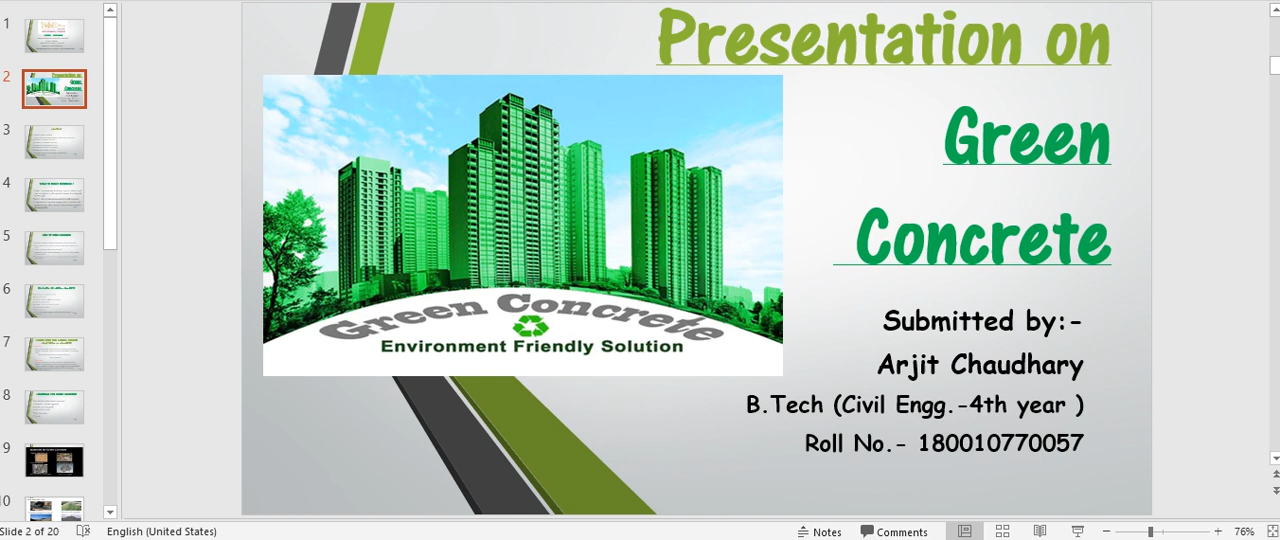 1
2
3
4
5
6
7
8
9
10
Presentation on
Green
Concrete
Green Concrete
Environment Friendly Solution
Submitted by:-
Arjit Chaudhary
B.Tech (Civil Engg.-4th year )
Roll No.- 180010770057
Slide 2 of 20
English (United States)
Notes
Comments
76%